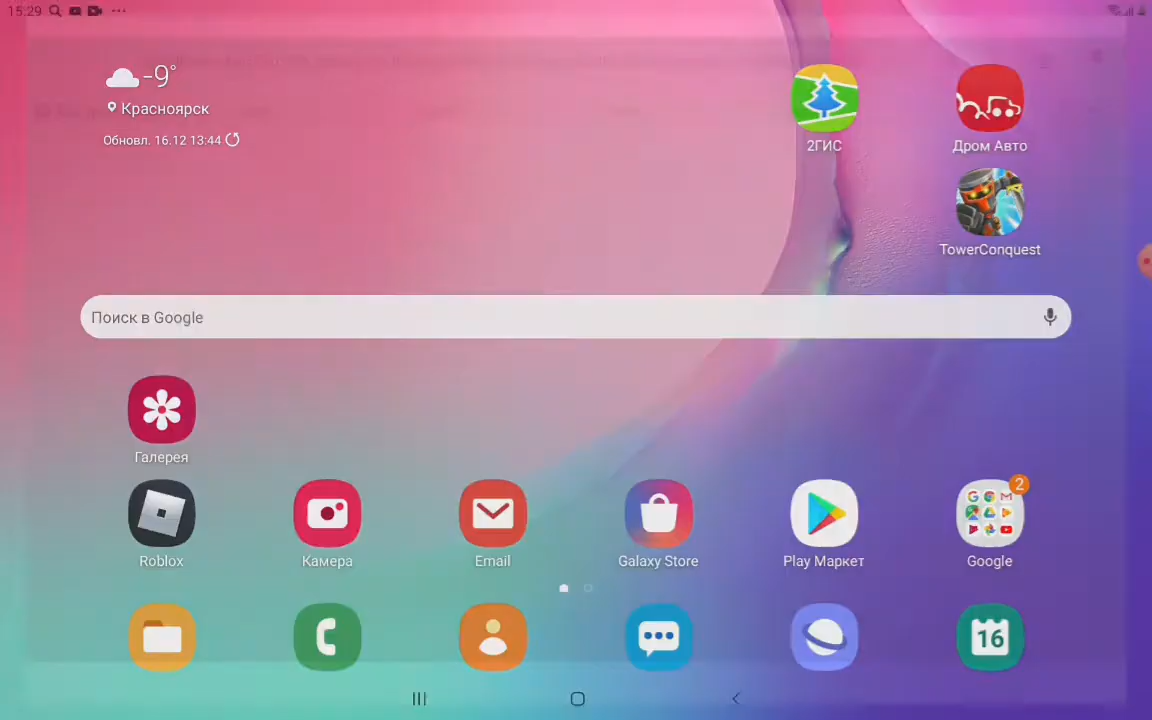 15:29
-9°
Красноярск
Обновл. 16.12 13:44
2ГИС
Дром Авто
TowerConquest
Поиск в Google
Галерея
2
Roblox
Камера
Email
Galaxy Store
Play Маркет
Google
16